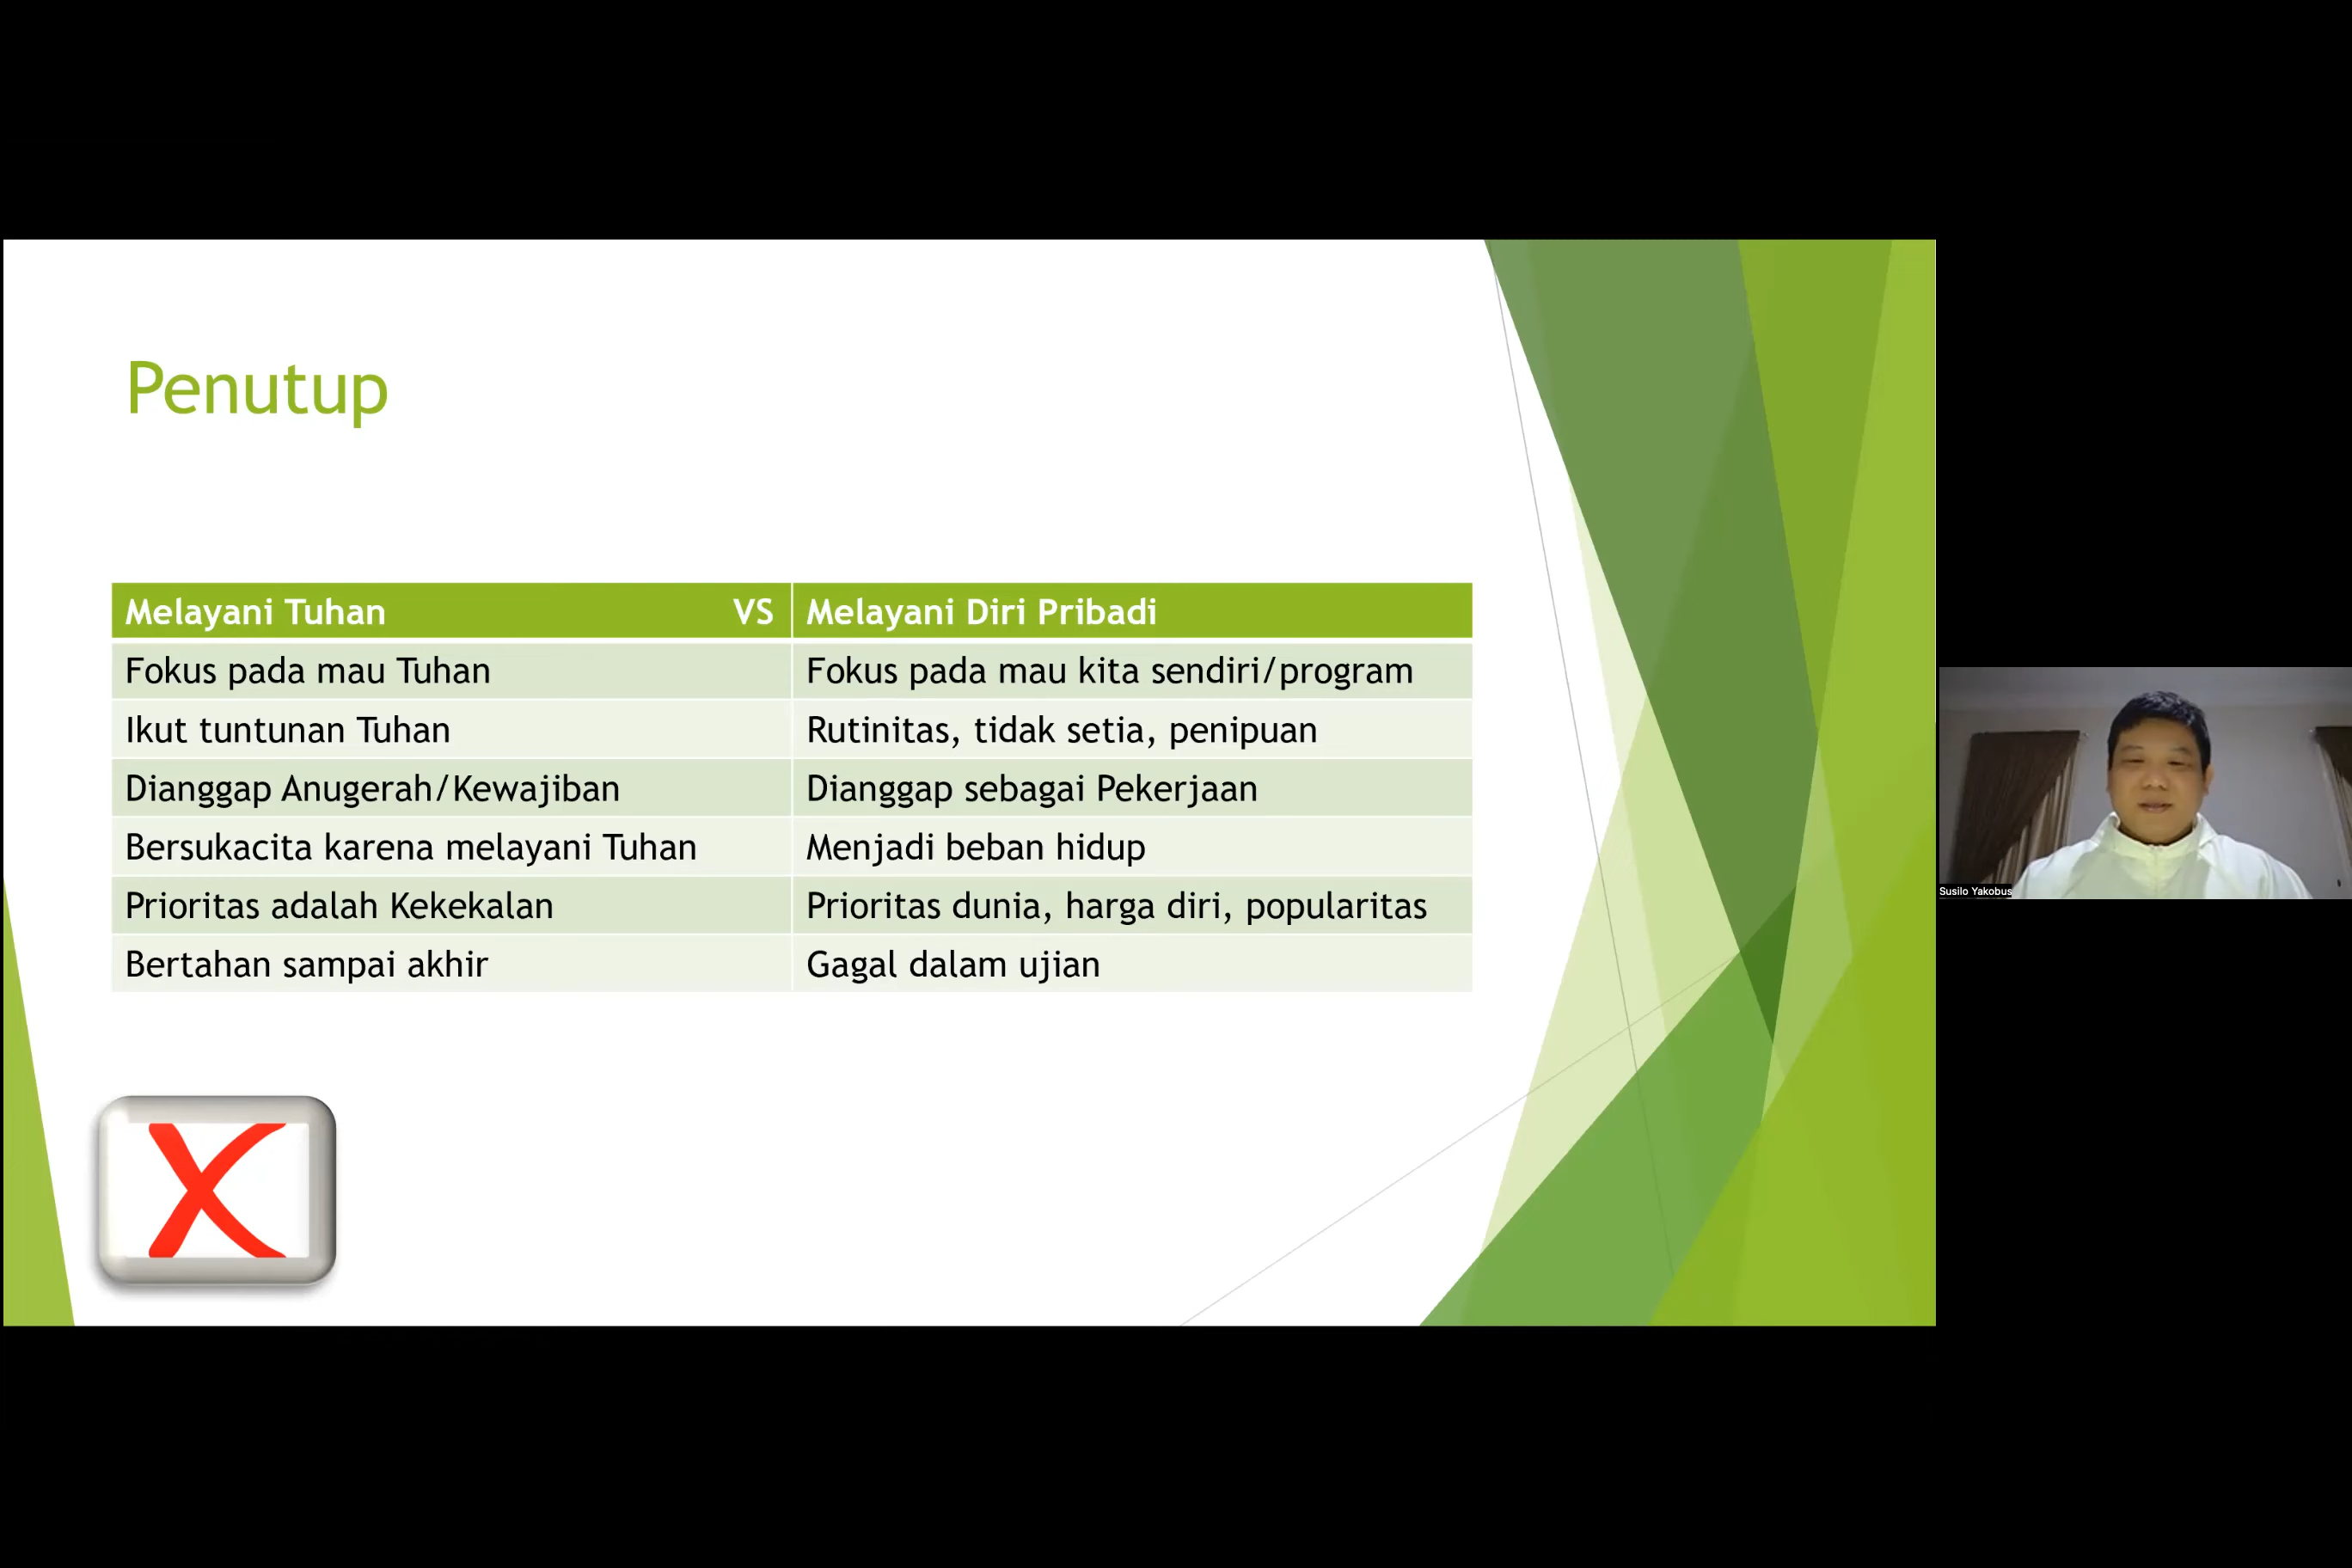 Penutup
Melayani Tuhan VS Melayani Diri Pribadi
Fokus pada mau Tuhan Fokus pada mau kita sendiri/program
Ikut tuntunan Tuhan Rutinitas, tidak setia, penipuan
Dianggap Anugerah/Kewajiban Dianggap sebagai Pekerjaan
Bersukacita karena melayani Tuhan Menjadi beban hidup
Prioritas adalah Kekekalan Prioritas dunia, harga diri, popularitas
Bertahan sampai akhir Gagal dalam ujian
Susilo Yakobus